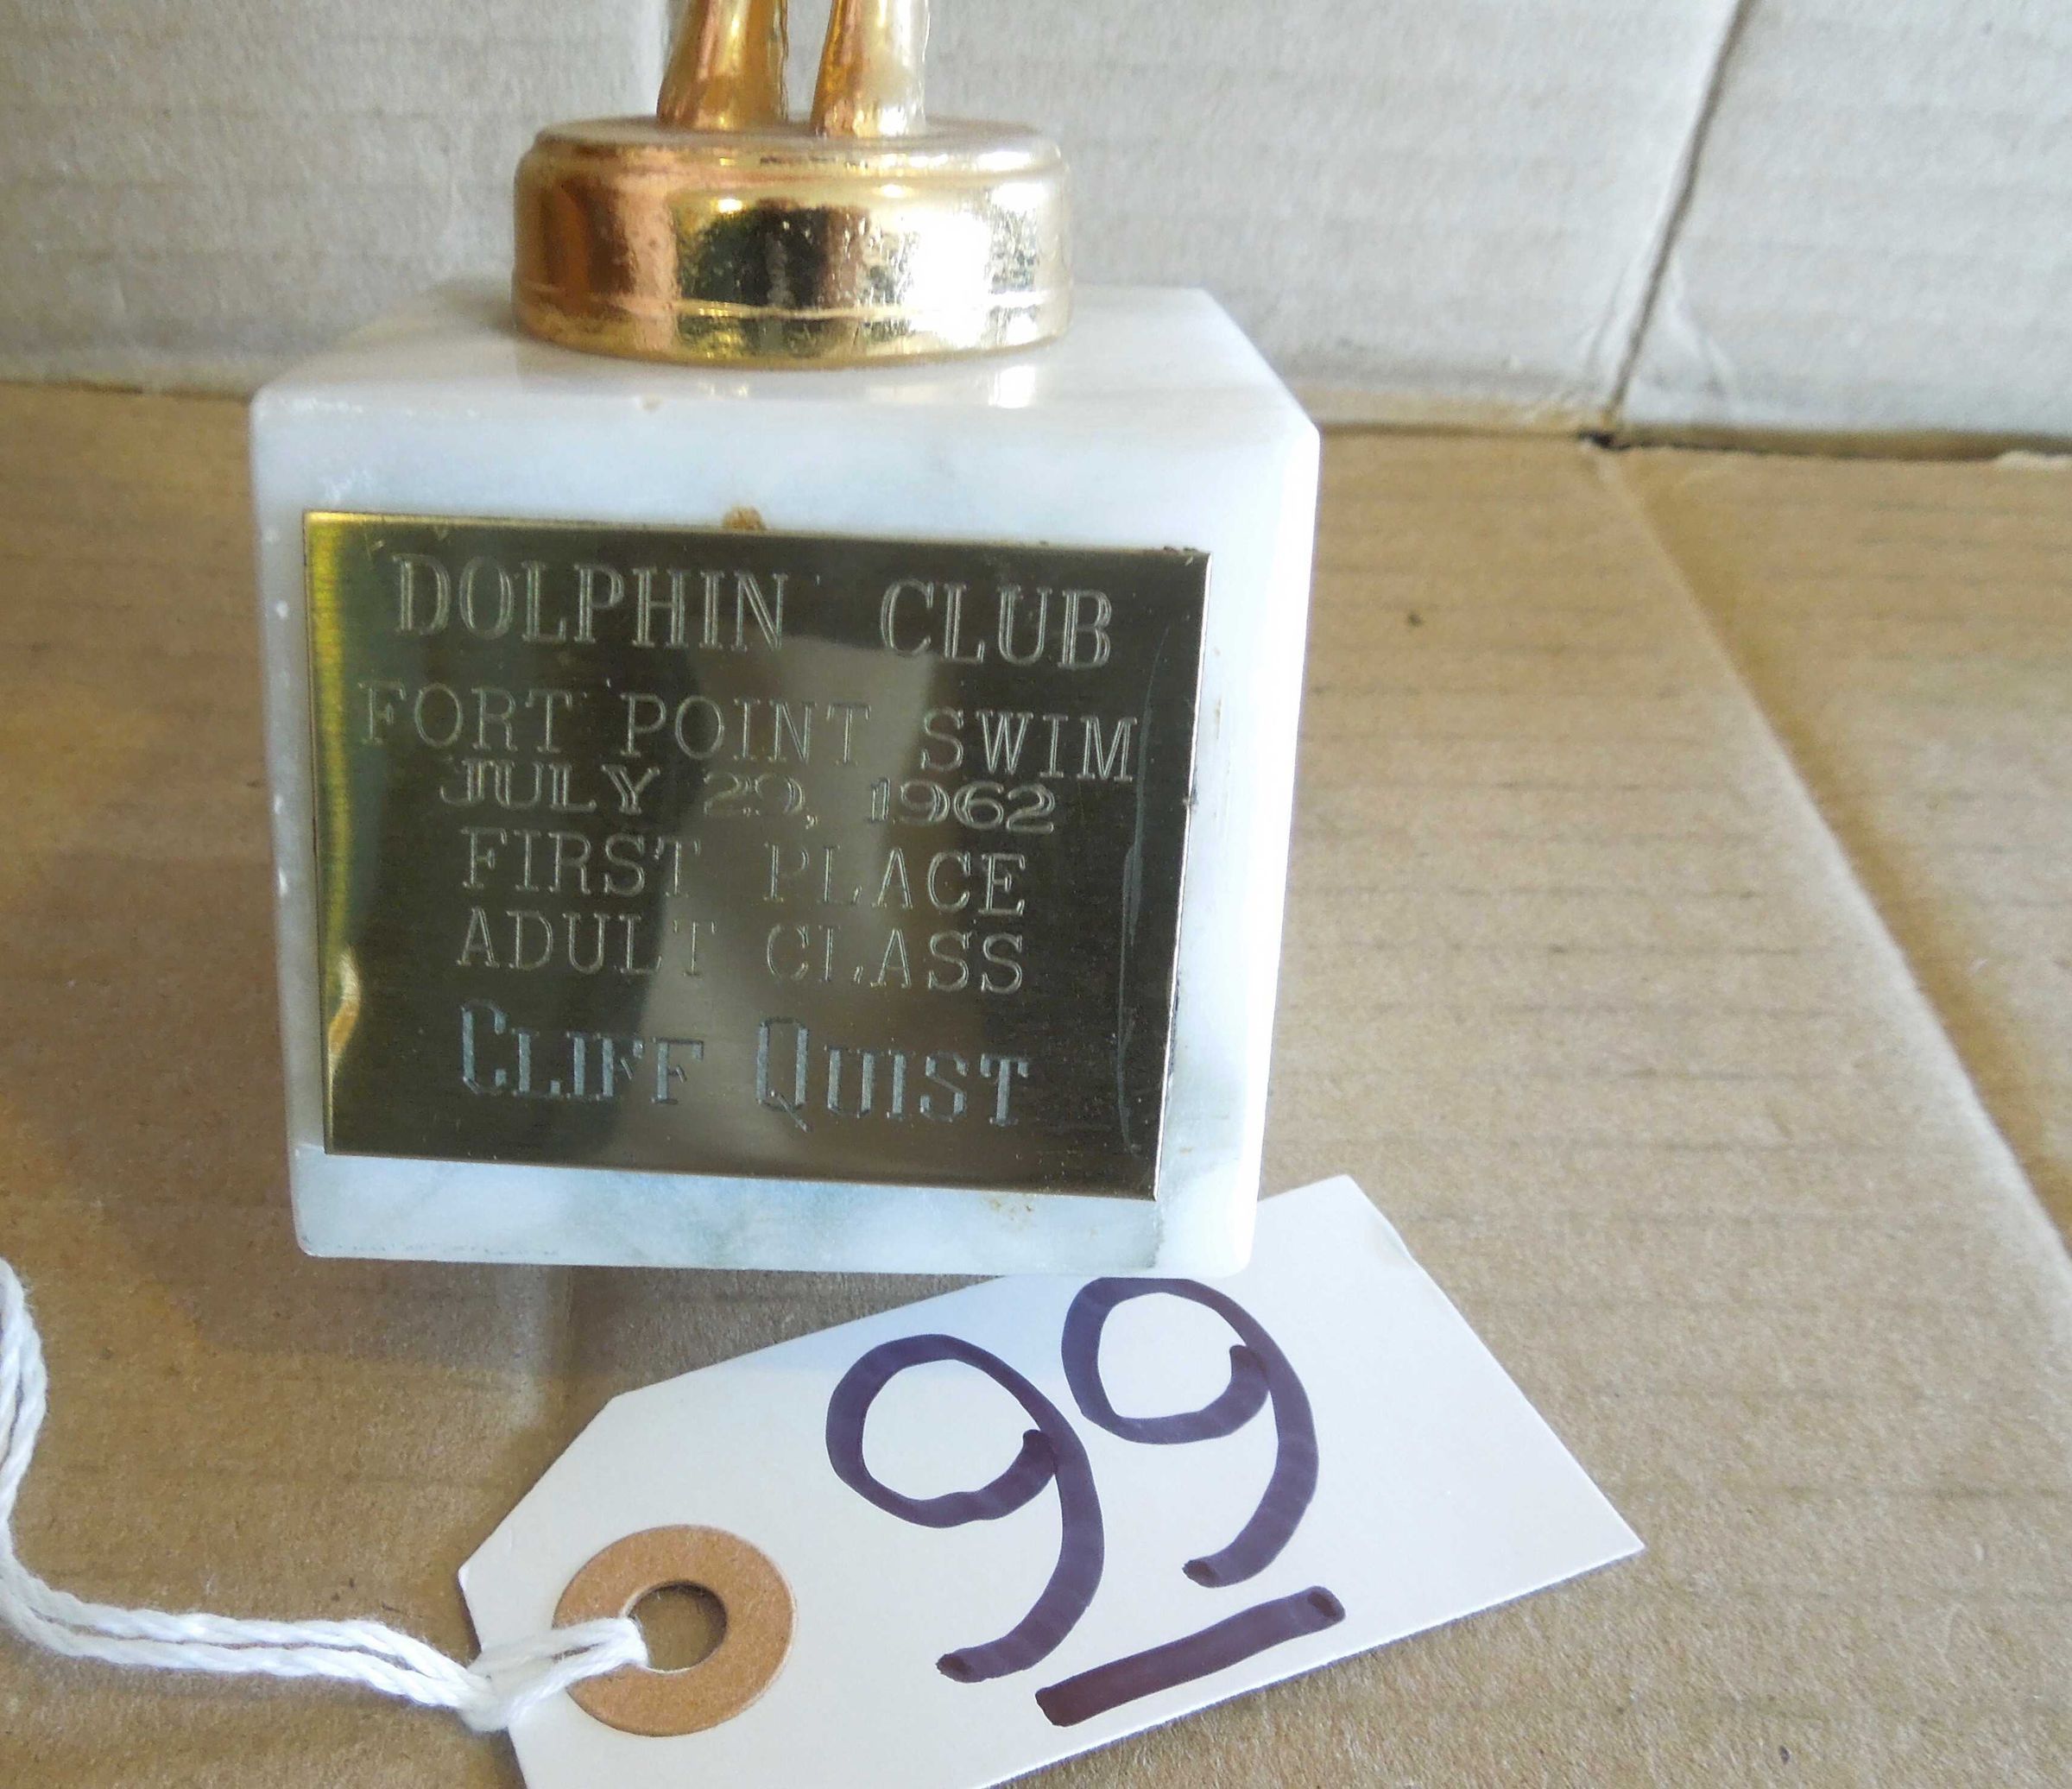 DOLPHIN CLUB
FORT POINT SWIM
JULY 29, 1962
FIRST PLACE
ADULT CLASS
CLIFF QUIST
99